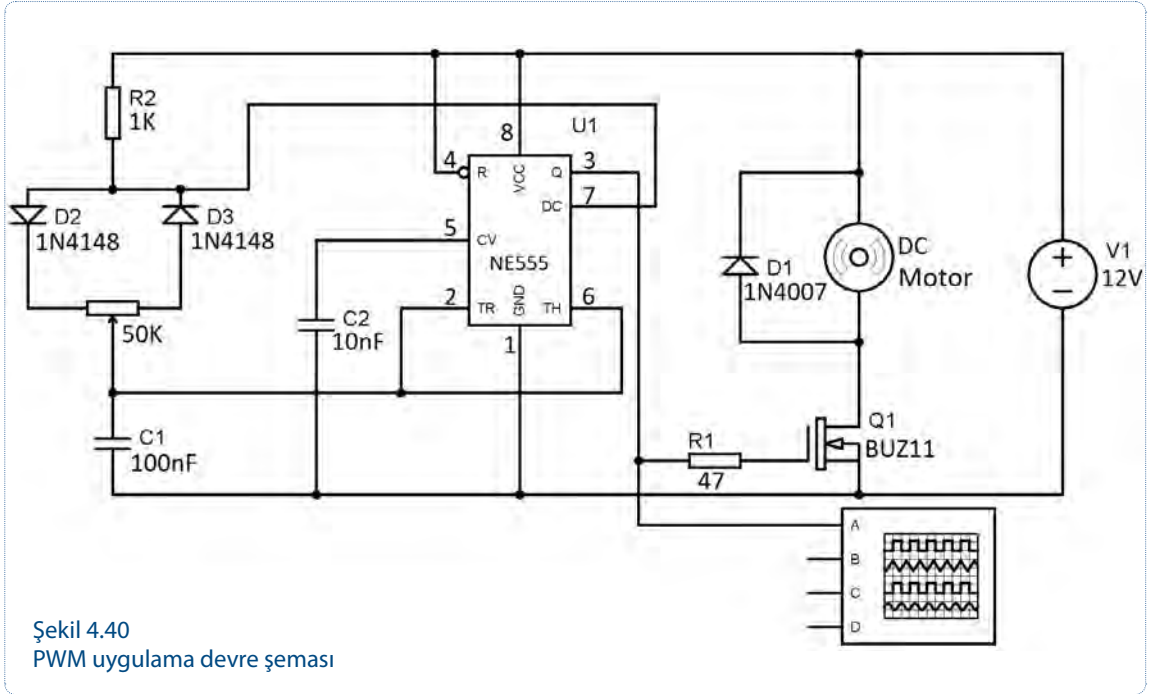 R2
1K
D2
1N4148
D3
1N4148
50K
C1
100nF
C2
10nF
U1
8
VCC
4
R
Q
3
DC
7
5
CV
NE555
2
TR
GND
TH
6
1
D1
1N4007
DC
Motor
V1
12V
R1
47
Q1
BUZ11
A
B
C
D
Şekil 4.40
PWM uygulama devre şeması